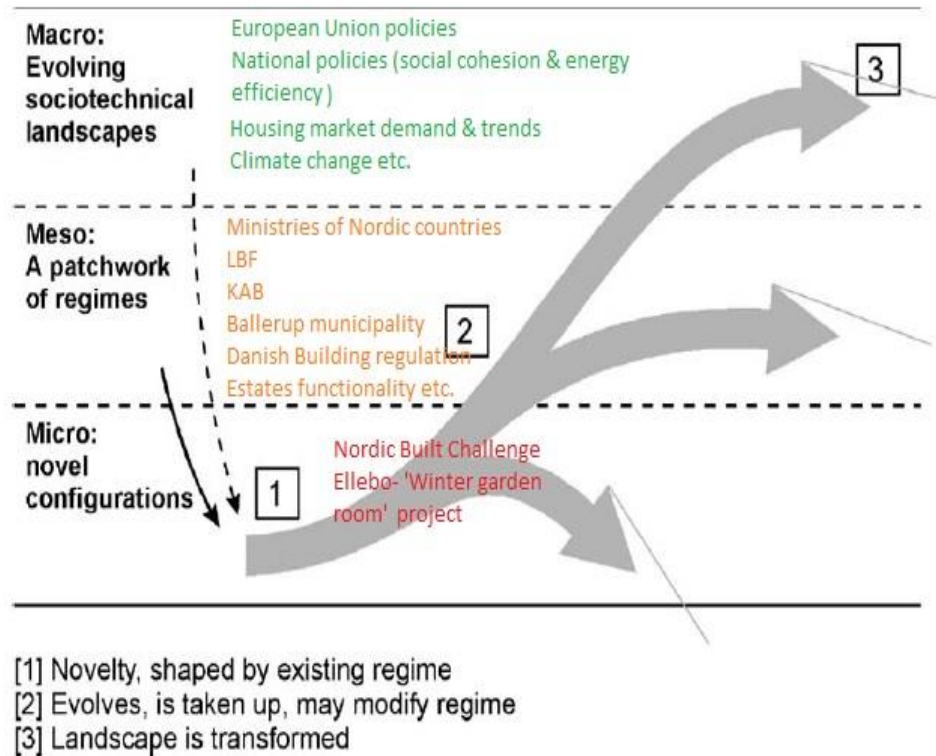 Macro:
Evolving
sociotechnical
landscapes
European Union policies
National policies (social cohesion & energy
efficiency )
Housing market demand & trends
Climate change etc.
3
Meso:
A patchwork
of regimes
Ministries of Nordic countries
LBF
KAB
Ballerup municipality
Danish Building regulation
Estates functionality etc.
2
Micro:
novel
configurations
1
Nordic Built Challenge
Ellebo- 'Winter garden
room' project
[1] Novelty, shaped by existing regime
[2] Evolves, is taken up, may modify regime
[3] Landscape is transformed